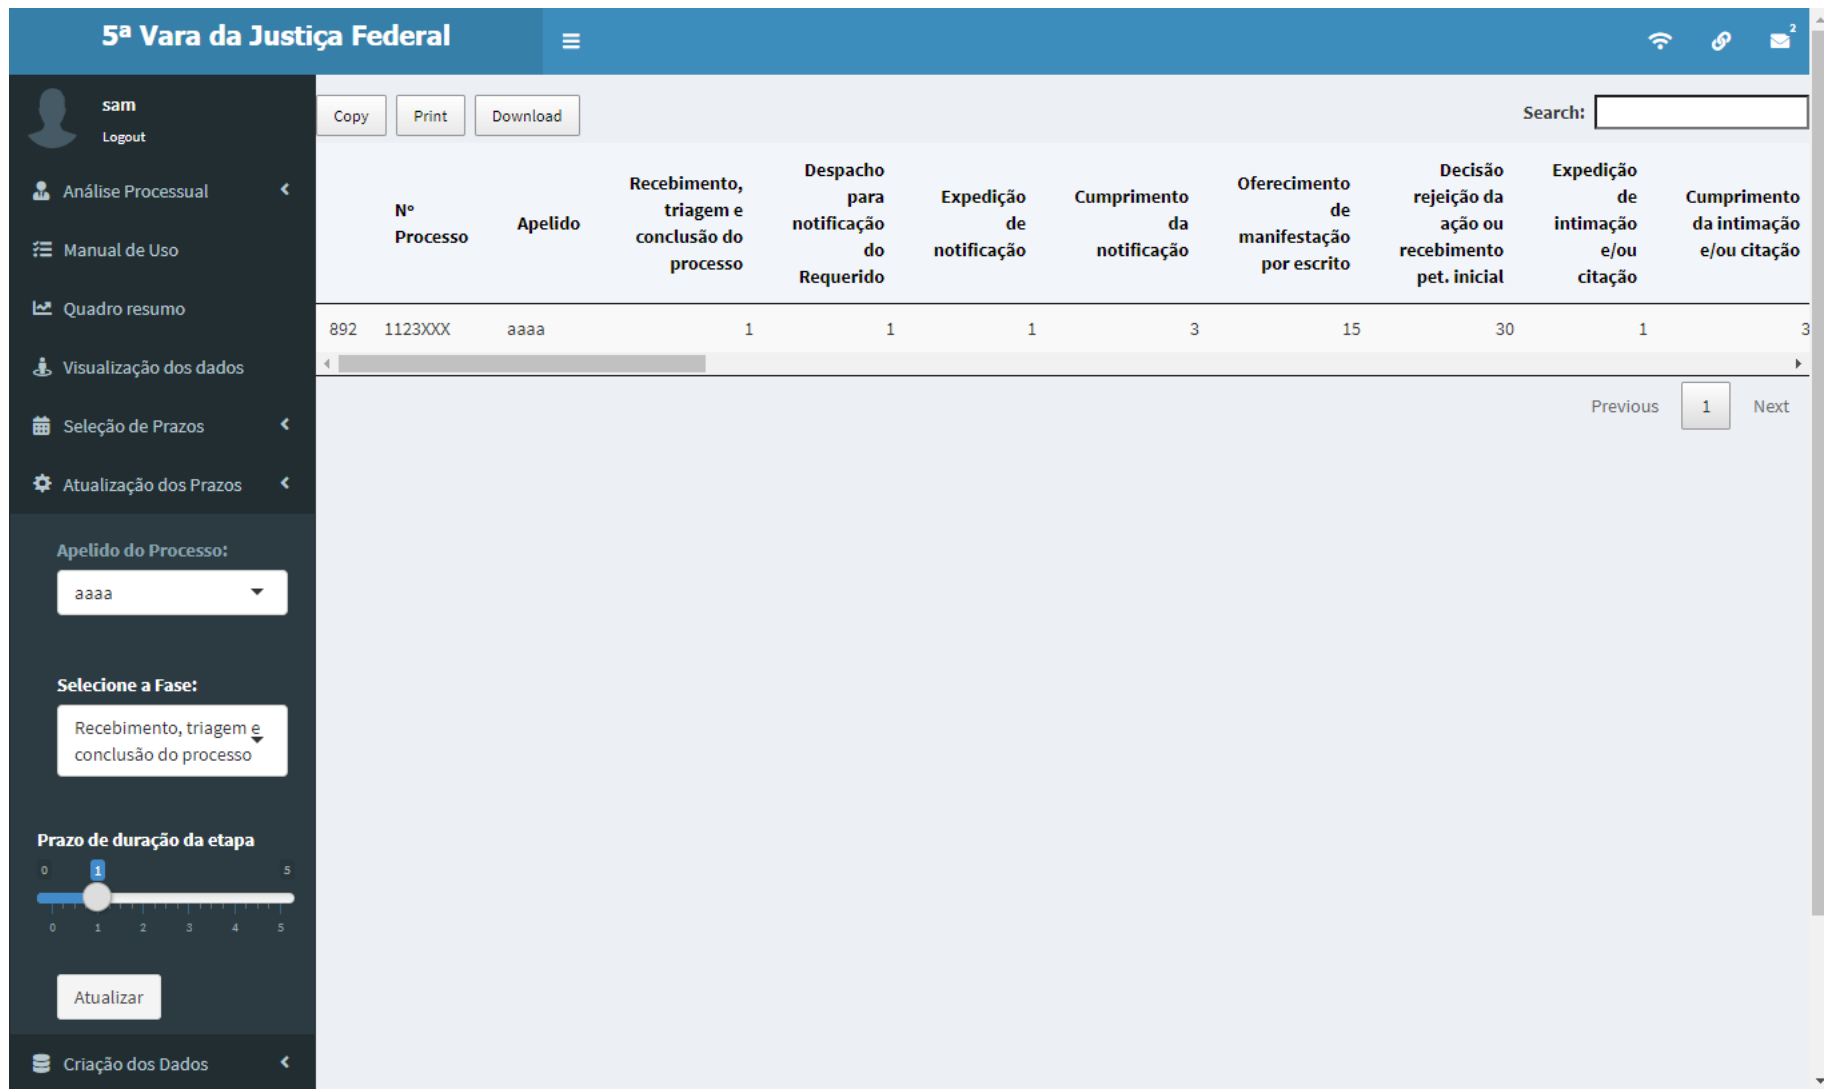 5ª Vara da Justiça Federal
2
sam
Logout
Análise Processual
Manual de Uso
Quadro resumo
Visualização dos dados
Seleção de Prazos
Atualização dos Prazos
Apelido do Processo:
aaaa
Selecione a Fase:
Recebimento, triagem e
conclusão do processo
Prazo de duração da etapa
0 1 5
0 1 2 3 4 5
Atualizar
Criação dos Dados
Copy Print Download
Search:
Nº
Processo
Apelido
Recebimento,
triagem e
conclusão do
processo
Despacho
para
notificação
do
Requerido
Expedição
de
notificação
Cumprimento
da
notificação
Oferecimento
de
manifestação
por escrito
Decisão
rejeição da
ação ou
recebimento
pet. inicial
Expedição
de
intimação
e/ou
citação
Cumprimento
da intimação
e/ou citação
892 1123XXX aaaa 1 1 1 3 15 30 1 3
Previous 1 Next